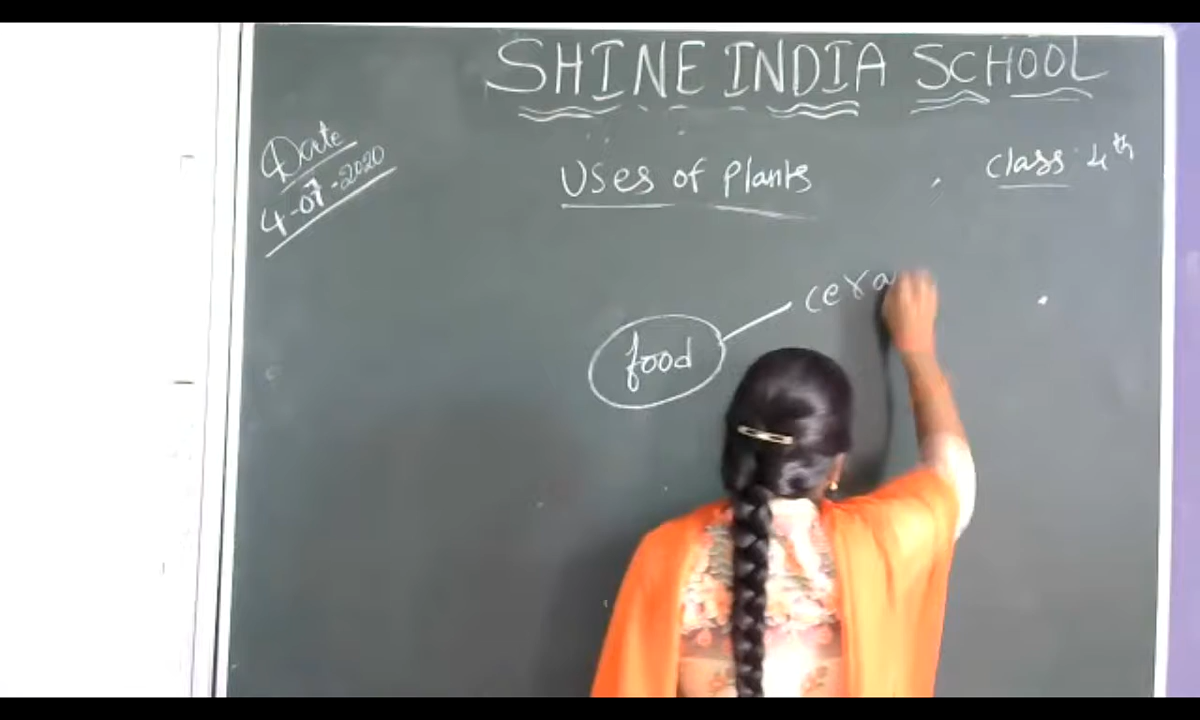 SHINE INDIA SCHOOL
Date
4-07-2020
Uses of Plants
Class 4th
food
cera